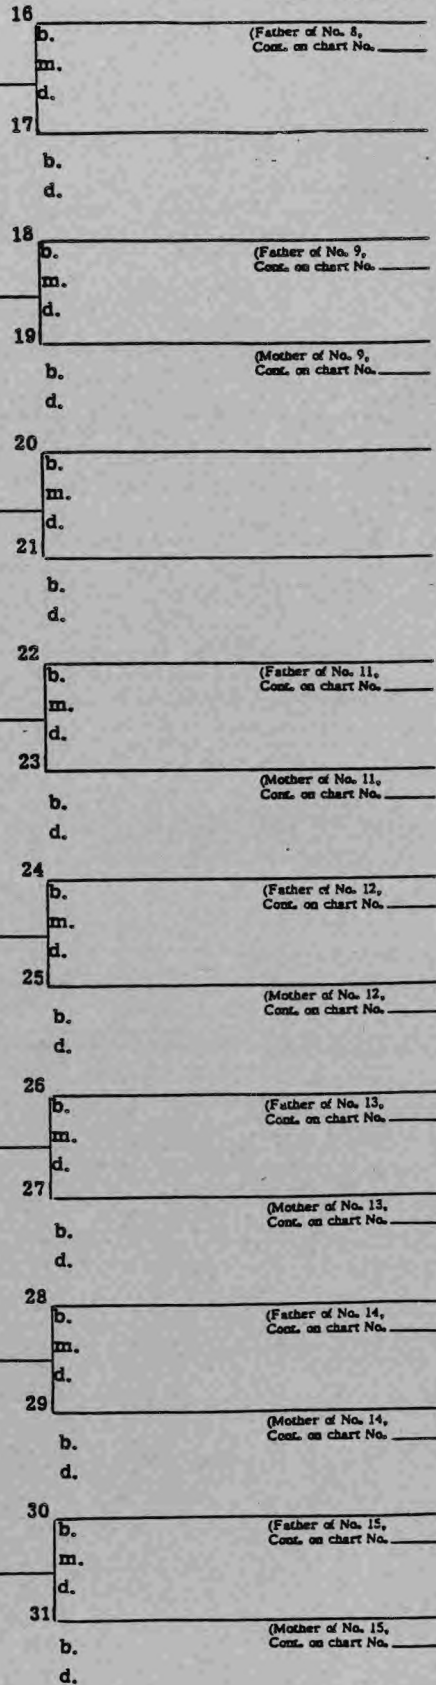 16
b. (Father of No. 8,
Cont. on chart No.
m.
d.
17
b.
d.
18
b. (Father of No. 9,
Cont. on chart No.
m.
d.
19
(Mother of No. 9,
b. Cont. on chart No.
d.
20
b.
m.
d.
21
b.
d.
22
b. (Father of No. 11,
Cont. on chart No.
m.
d.
23
(Mother of No. 11,
b. Cont. on chart No.
d.
24
b. (Father of No. 12,
Cont. on chart No.
m.
d.
25
(Mother of No. 12,
b. Cont. on chart No.
d.
26
b. (Father of No. 13,
Cont. on chart No.
m.
d.
27
(Mother of No. 13,
b. Cont. on chart No.
d.
28
b. (Father of No. 14,
Cont. on chart No.
m.
d.
29
(Mother of No. 14,
b. Cont. on chart No.
d.
30
b. (Father of No. 15,
Cont. on chart No.
m.
d.
31
(Mother of No. 15,
b. Cont. on chart No.
d.